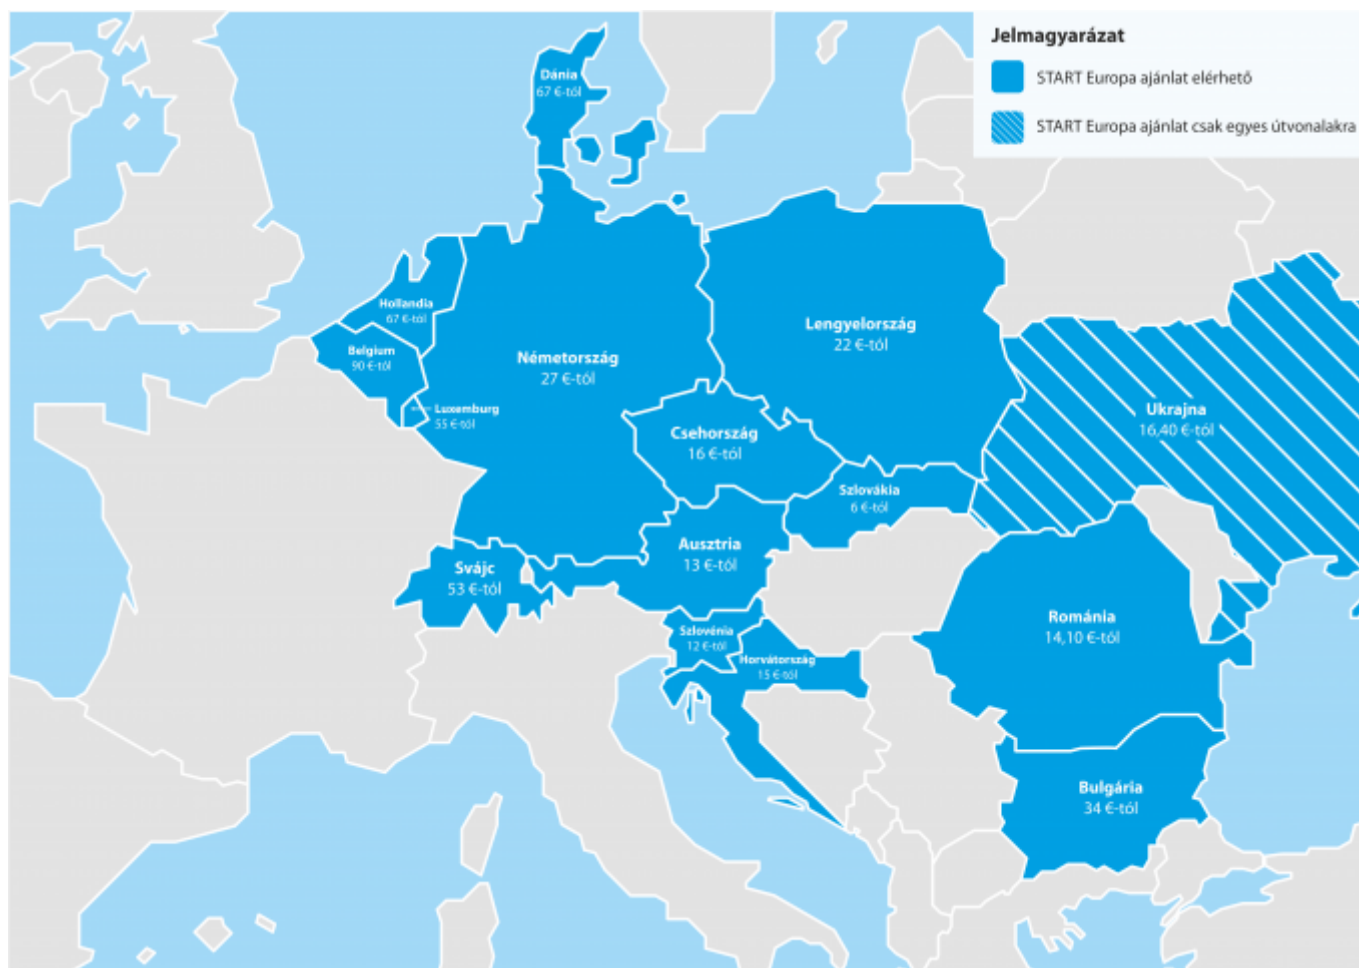 Jelmagyarázat
START Europa ajánlat elérhető
START Europa ajánlat csak egyes útvonalakra
Dánia
67 €-tól
Hollandia
67 €-tól
Belgium
90 €-tól
Luxemburg
55 €-tól
Németország
27 €-tól
Lengyelország
22 €-tól
Csehország
16 €-tól
Ukrajna
16,40 €-tól
Szlovákia
6 €-tól
Ausztria
13 €-tól
Svájc
53 €-tól
Szlovénia
12 €-tól
Horvátország
15 €-tól
Románia
14,10 €-tól
Bulgária
34 €-tól